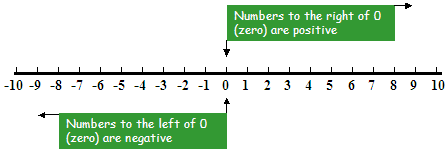 Numbers to the right of 0
(zero) are positive
-10 -9 -8 -7 -6 -5 -4 -3 -2 -1 0 1 2 3 4 5 6 7 8 9 10
Numbers to the left of 0
(zero) are negative